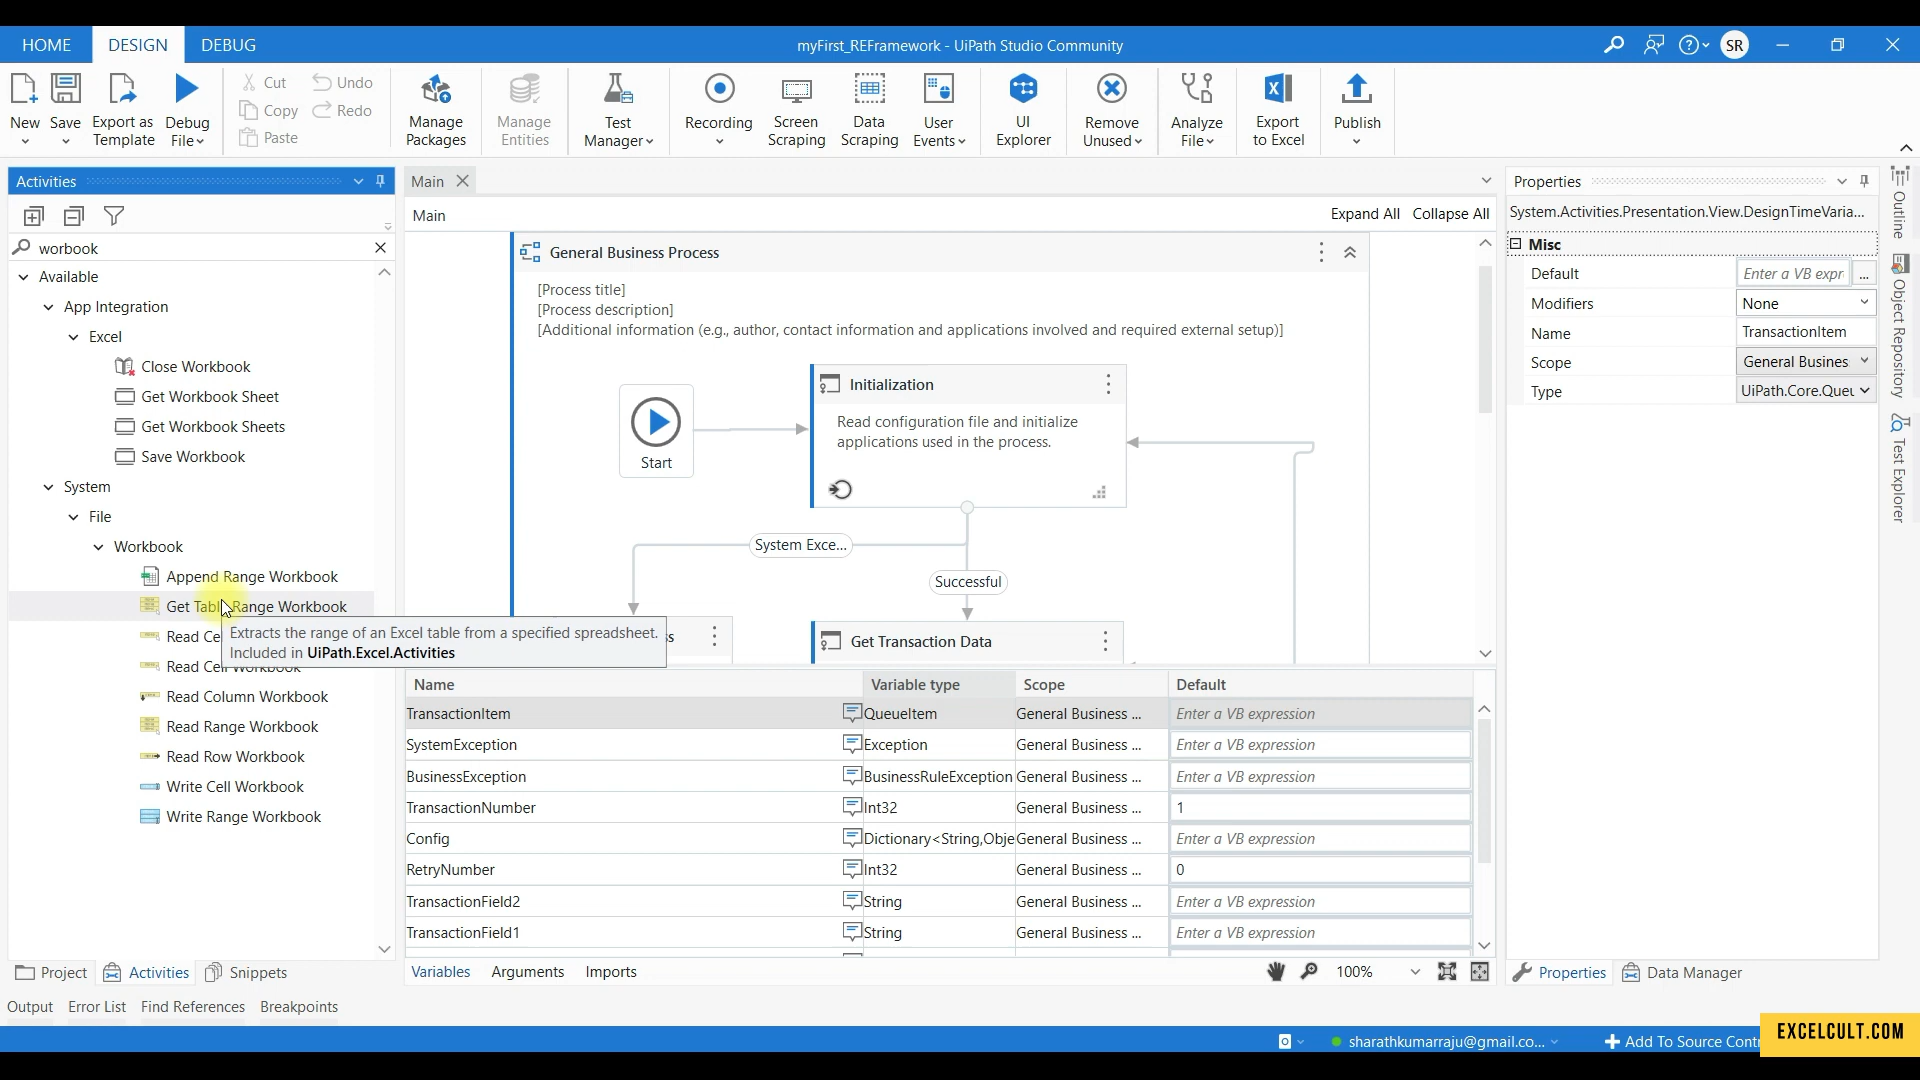 HOME DESIGN DEBUG
myFirst_REFramework - UiPath Studio Community
SR
New
Save
Export as Template
Debug File
Cut
Copy
Paste
Undo
Redo
Manage Packages
Manage Entities
Test Manager
Recording
Screen Scraping
Data Scraping
User Events
UI Explorer
Remove Unused
Analyze File
Export to Excel
Publish
Activities
worbook
Available
App Integration
Excel
Close Workbook
Get Workbook Sheet
Get Workbook Sheets
Save Workbook
System
File
Workbook
Append Range Workbook
Get Table Range Workbook
Extracts the range of an Excel table from a specified spreadsheet.
Included in UiPath.Excel.Activities
Read
Read Cell Workbook
Read Column Workbook
Read Range Workbook
Read Row Workbook
Write Cell Workbook
Write Range Workbook
Project Activities Snippets
Main
Main
Expand All Collapse All
General Business Process
[Process title]
[Process description]
[Additional information (e.g., author, contact information and applications involved and required external setup)]
Start
Initialization
Read configuration file and initialize
applications used in the process.
System Exce...
Successful
Get Transaction Data
Name Variable type Scope Default
TransactionItem QueueItem General Business ... Enter a VB expression
SystemException Exception General Business ... Enter a VB expression
BusinessException BusinessRuleException General Business ... Enter a VB expression
TransactionNumber Int32 General Business ... 1
Config Dictionary<String,Obje General Business ... Enter a VB expression
RetryNumber Int32 General Business ... 0
TransactionField2 String General Business ... Enter a VB expression
TransactionField1 String General Business ... Enter a VB expression
Variables Arguments Imports
100%
Properties
System.Activities.Presentation.View.DesignTimeVaria...
Misc
Default Enter a VB expr ...
Modifiers None
Name TransactionItem
Scope General Busines
Type UiPath.Core.Queu
Properties Data Manager
Outline
Object Repository
Test Explorer
Output Error List Find References Breakpoints
sharathkumarraju@gmail.co...
Add To Source Contr
EXCELCULT.COM